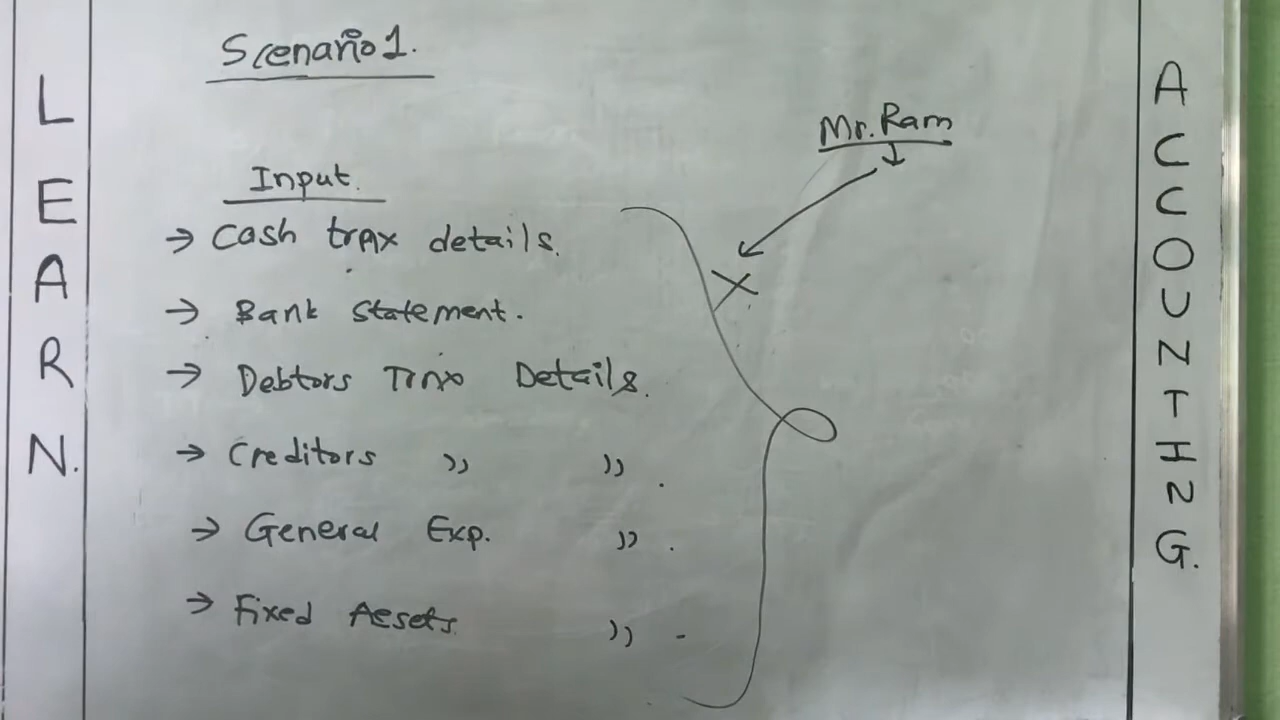 LEARN.
Scenario 1.
Mr. Ram
Input.
→ Cash trax details.
→ Bank Statement.
→ Debtors Trnx Details.
→ Creditors " " .
→ General Exp. " .
→ Fixed Assets " .
ACCOUNTING.